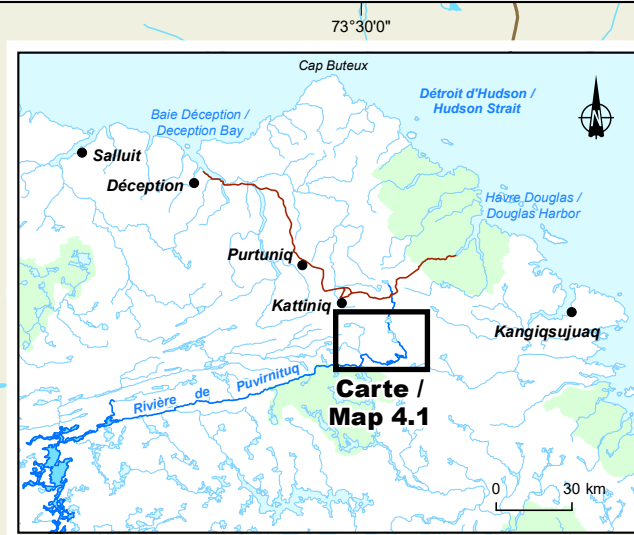 73°30'0"
Cap Buteux
Détroit d'Hudson /
Hudson Strait
Baie Déception /
Deception Bay
Salluit
Déception
Havre Douglas /
Douglas Harbor
Purtuniq
Kattiniq
Kangiqsujuaq
Rivière de Puvirnituq
Carte /
Map 4.1
0 30 km